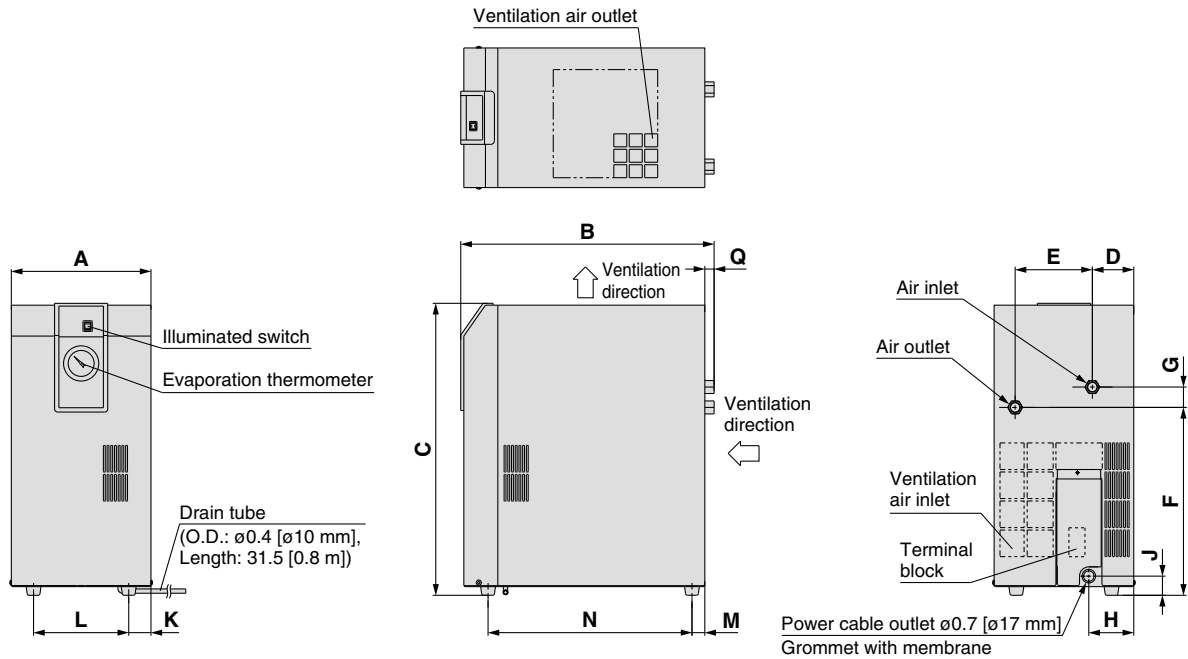 Ventilation air outlet
A
Illuminated switch
Evaporation thermometer
Drain tube
(O.D.: ø0.4 [ø10 mm],
Length: 31.5 [0.8 m])
L
K
B
Q
Ventilation
direction
C
Ventilation
direction
N
M
E
D
Air inlet
G
Air outlet
Ventilation
air inlet
F
Terminal
block
J
H
Power cable outlet ø0.7 [ø17 mm]
Grommet with membrane